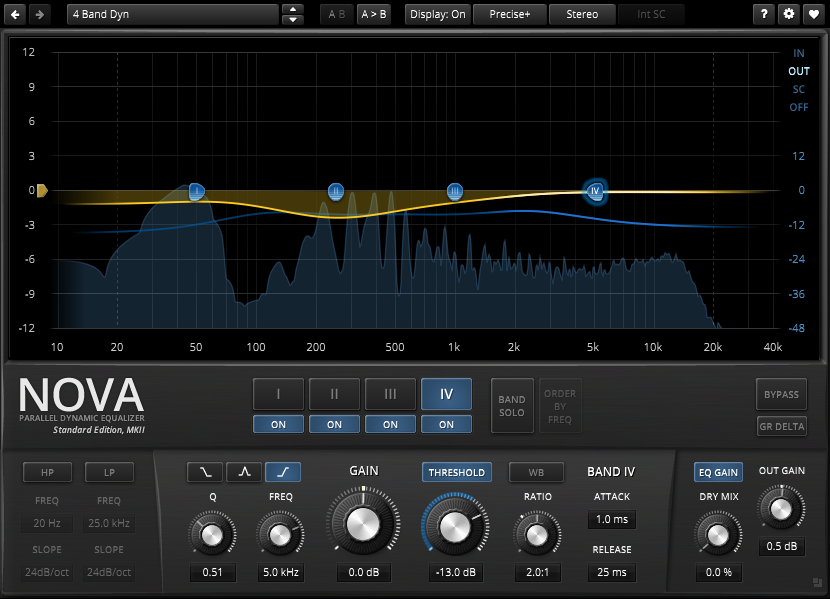 4 Band Dyn
A B
A > B
Display: On
Precise+
Stereo
Int SC
?
12
9
6
3
0
-3
-6
-9
-12
IN
OUT
SC
OFF
12
0
-12
-24
-36
-48
I
II
III
IV
10 20 50 100 200 500 1k 2k 5k 10k 20k 40k
NOVA
PARALLEL DYNAMIC EQUALIZER
Standard Edition, MKII
I II III IV
ON ON ON ON
BAND
SOLO
ORDER
BY
FREQ
BYPASS
GR DELTA
HP LP
FREQ FREQ
20 Hz 25.0 kHz
SLOPE SLOPE
24dB/oct 24dB/oct
Q
0.51
FREQ
5.0 kHz
GAIN
0.0 dB
THRESHOLD
-13.0 dB
WB
RATIO
2.0:1
BAND IV
ATTACK
1.0 ms
RELEASE
25 ms
EQ GAIN
DRY MIX
0.0 %
OUT GAIN
0.5 dB